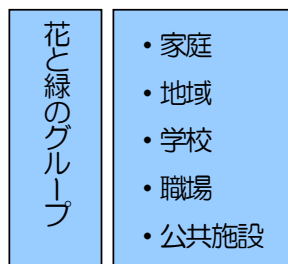 花と緑のグループ
・家庭
・地域
・学校
・職場
・公共施設